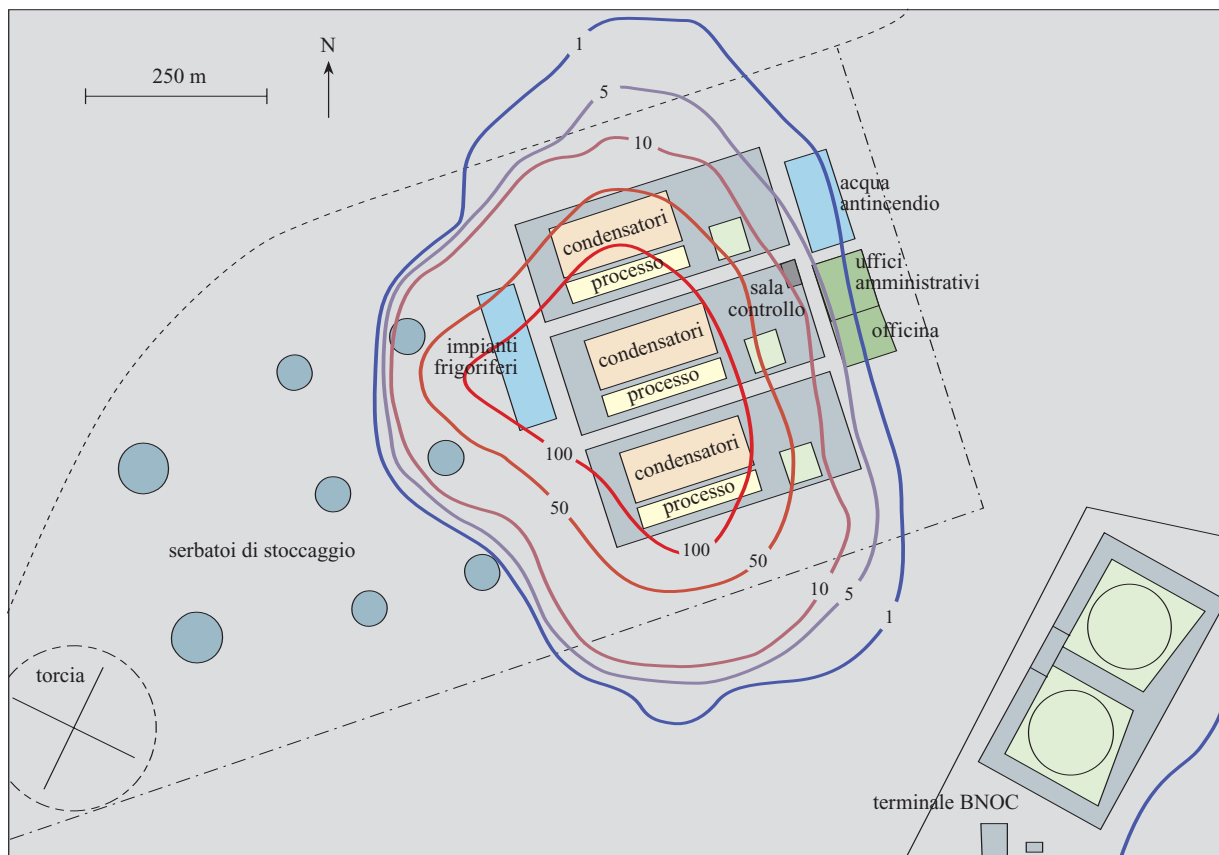 N
250 m
1
5
10
acqua
antincendio
condensatori
processo
uffici
amministrativi
sala
controllo
officina
impianti
frigoriferi
condensatori
processo
condensatori
processo
100
50
100
50
10
5
1
serbatoi di stoccaggio
torcia
terminale BNOC